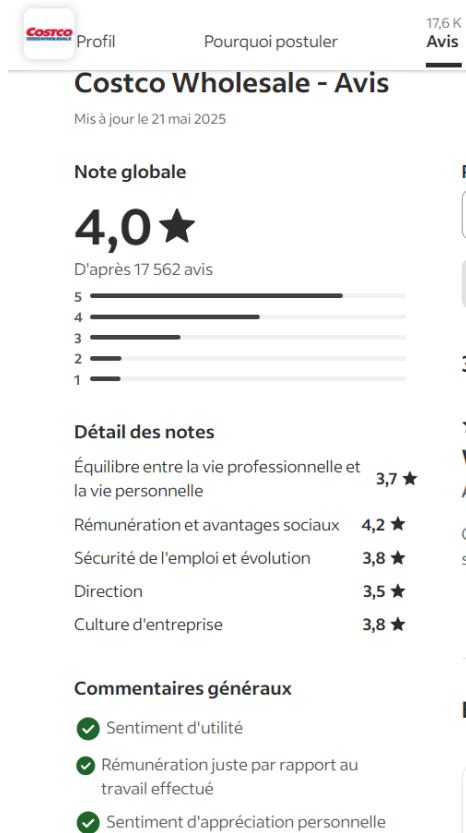 COSTCO
WHOLESALE
17,6 K
Profil
Pourquoi postuler
Avis
Costco Wholesale - Avis
Mis à jour le 21 mai 2025
Note globale
4,0 ★
D'après 17 562 avis
5
4
3
2
1
Détail des notes
Équilibre entre la vie professionnelle et
la vie personnelle
3,7 ★
Rémunération et avantages sociaux 4,2 ★
Sécurité de l'emploi et évolution 3,8 ★
Direction 3,5 ★
Culture d'entreprise 3,8 ★
Commentaires généraux
Sentiment d'utilité
Rémunération juste par rapport au
travail effectué
Sentiment d'appréciation personnelle